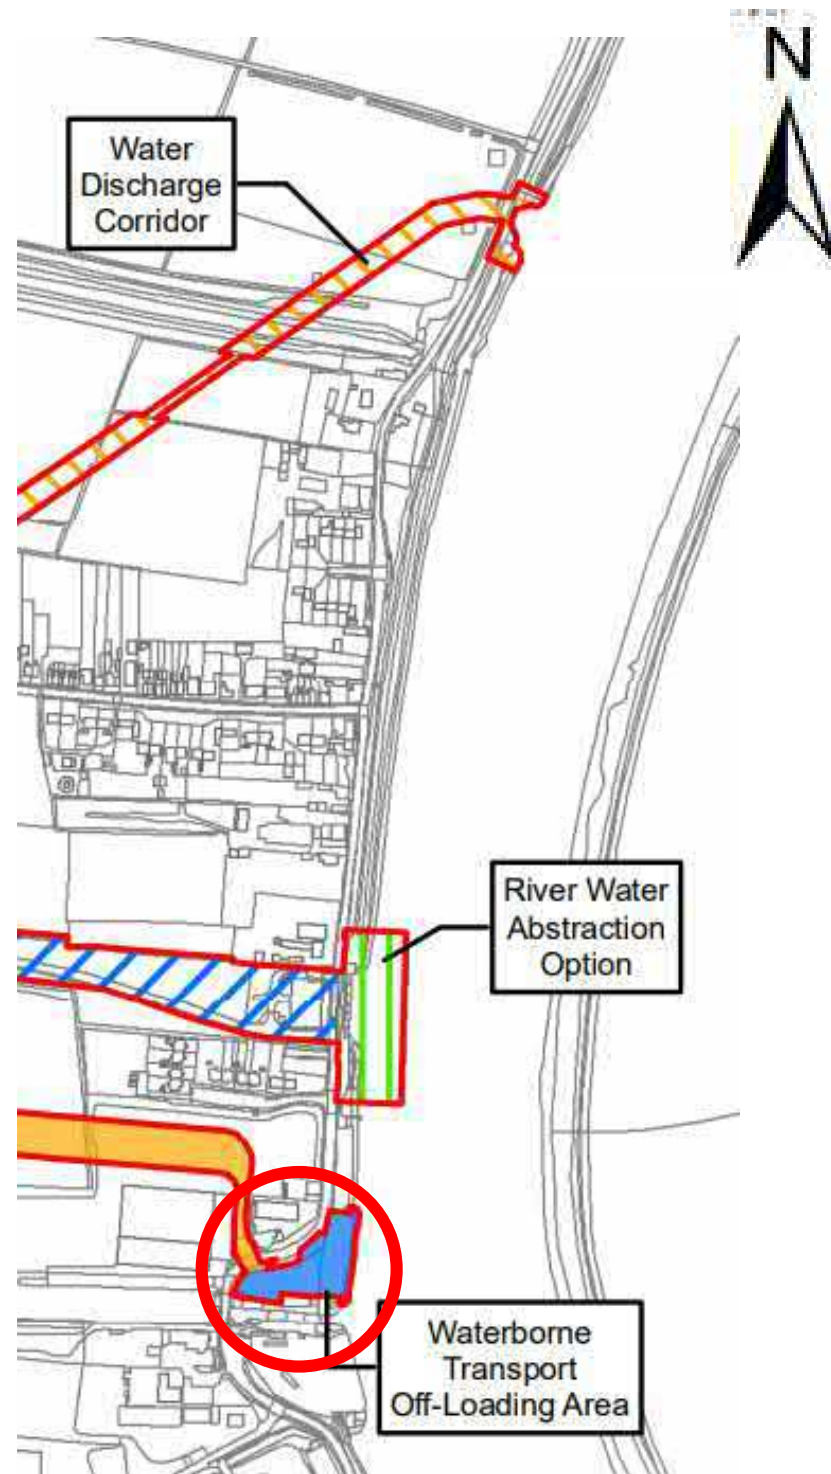 N
Water
Discharge
Corridor
River Water
Abstraction
Option
Waterborne
Transport
Off-Loading Area